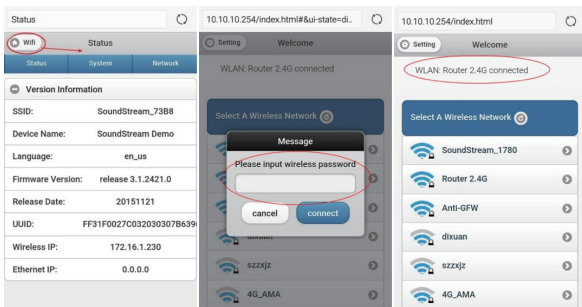 Status
Wifi
Status
Status System Network
Version Information
SSID: SoundStream_73B8
Device Name: SoundStream Demo
Language: en_us
Firmware Version: release 3.1.2421.0
Release Date: 20151121
UUID: FF31F0027C032030307B639
Wireless IP: 172.16.1.230
Ethernet IP: 0.0.0.0
10.10.10.254/index.html#&ui-state=di..
Setting Welcome
WLAN: Router 2.4G connected
Select A Wireless Network
Message
Please input wireless password
cancel connect
dixuan
szzxjz
4G_AMA
10.10.10.254/index.html
Setting Welcome
WLAN: Router 2.4G connected
Select A Wireless Network
SoundStream_1780
Router 2.4G
Anti-GFW
dixuan
szzxjz
4G_AMA